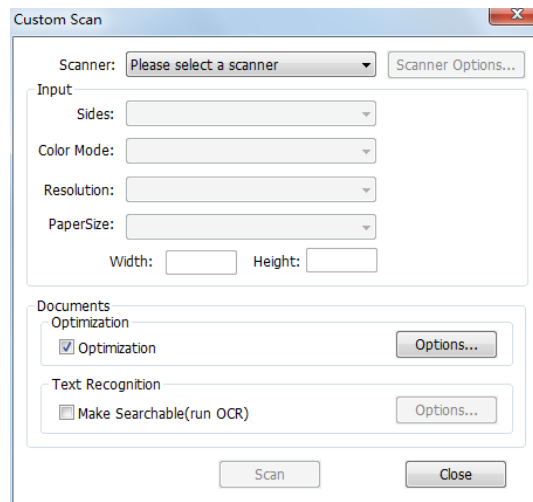 Custom Scan
Scanner: Please select a scanner Scanner Options...
Input
Sides:
Color Mode:
Resolution:
PaperSize:
Width: Height:
Documents
Optimization
Optimization Options...
Text Recognition
Make Searchable(run OCR) Options...
Scan Close